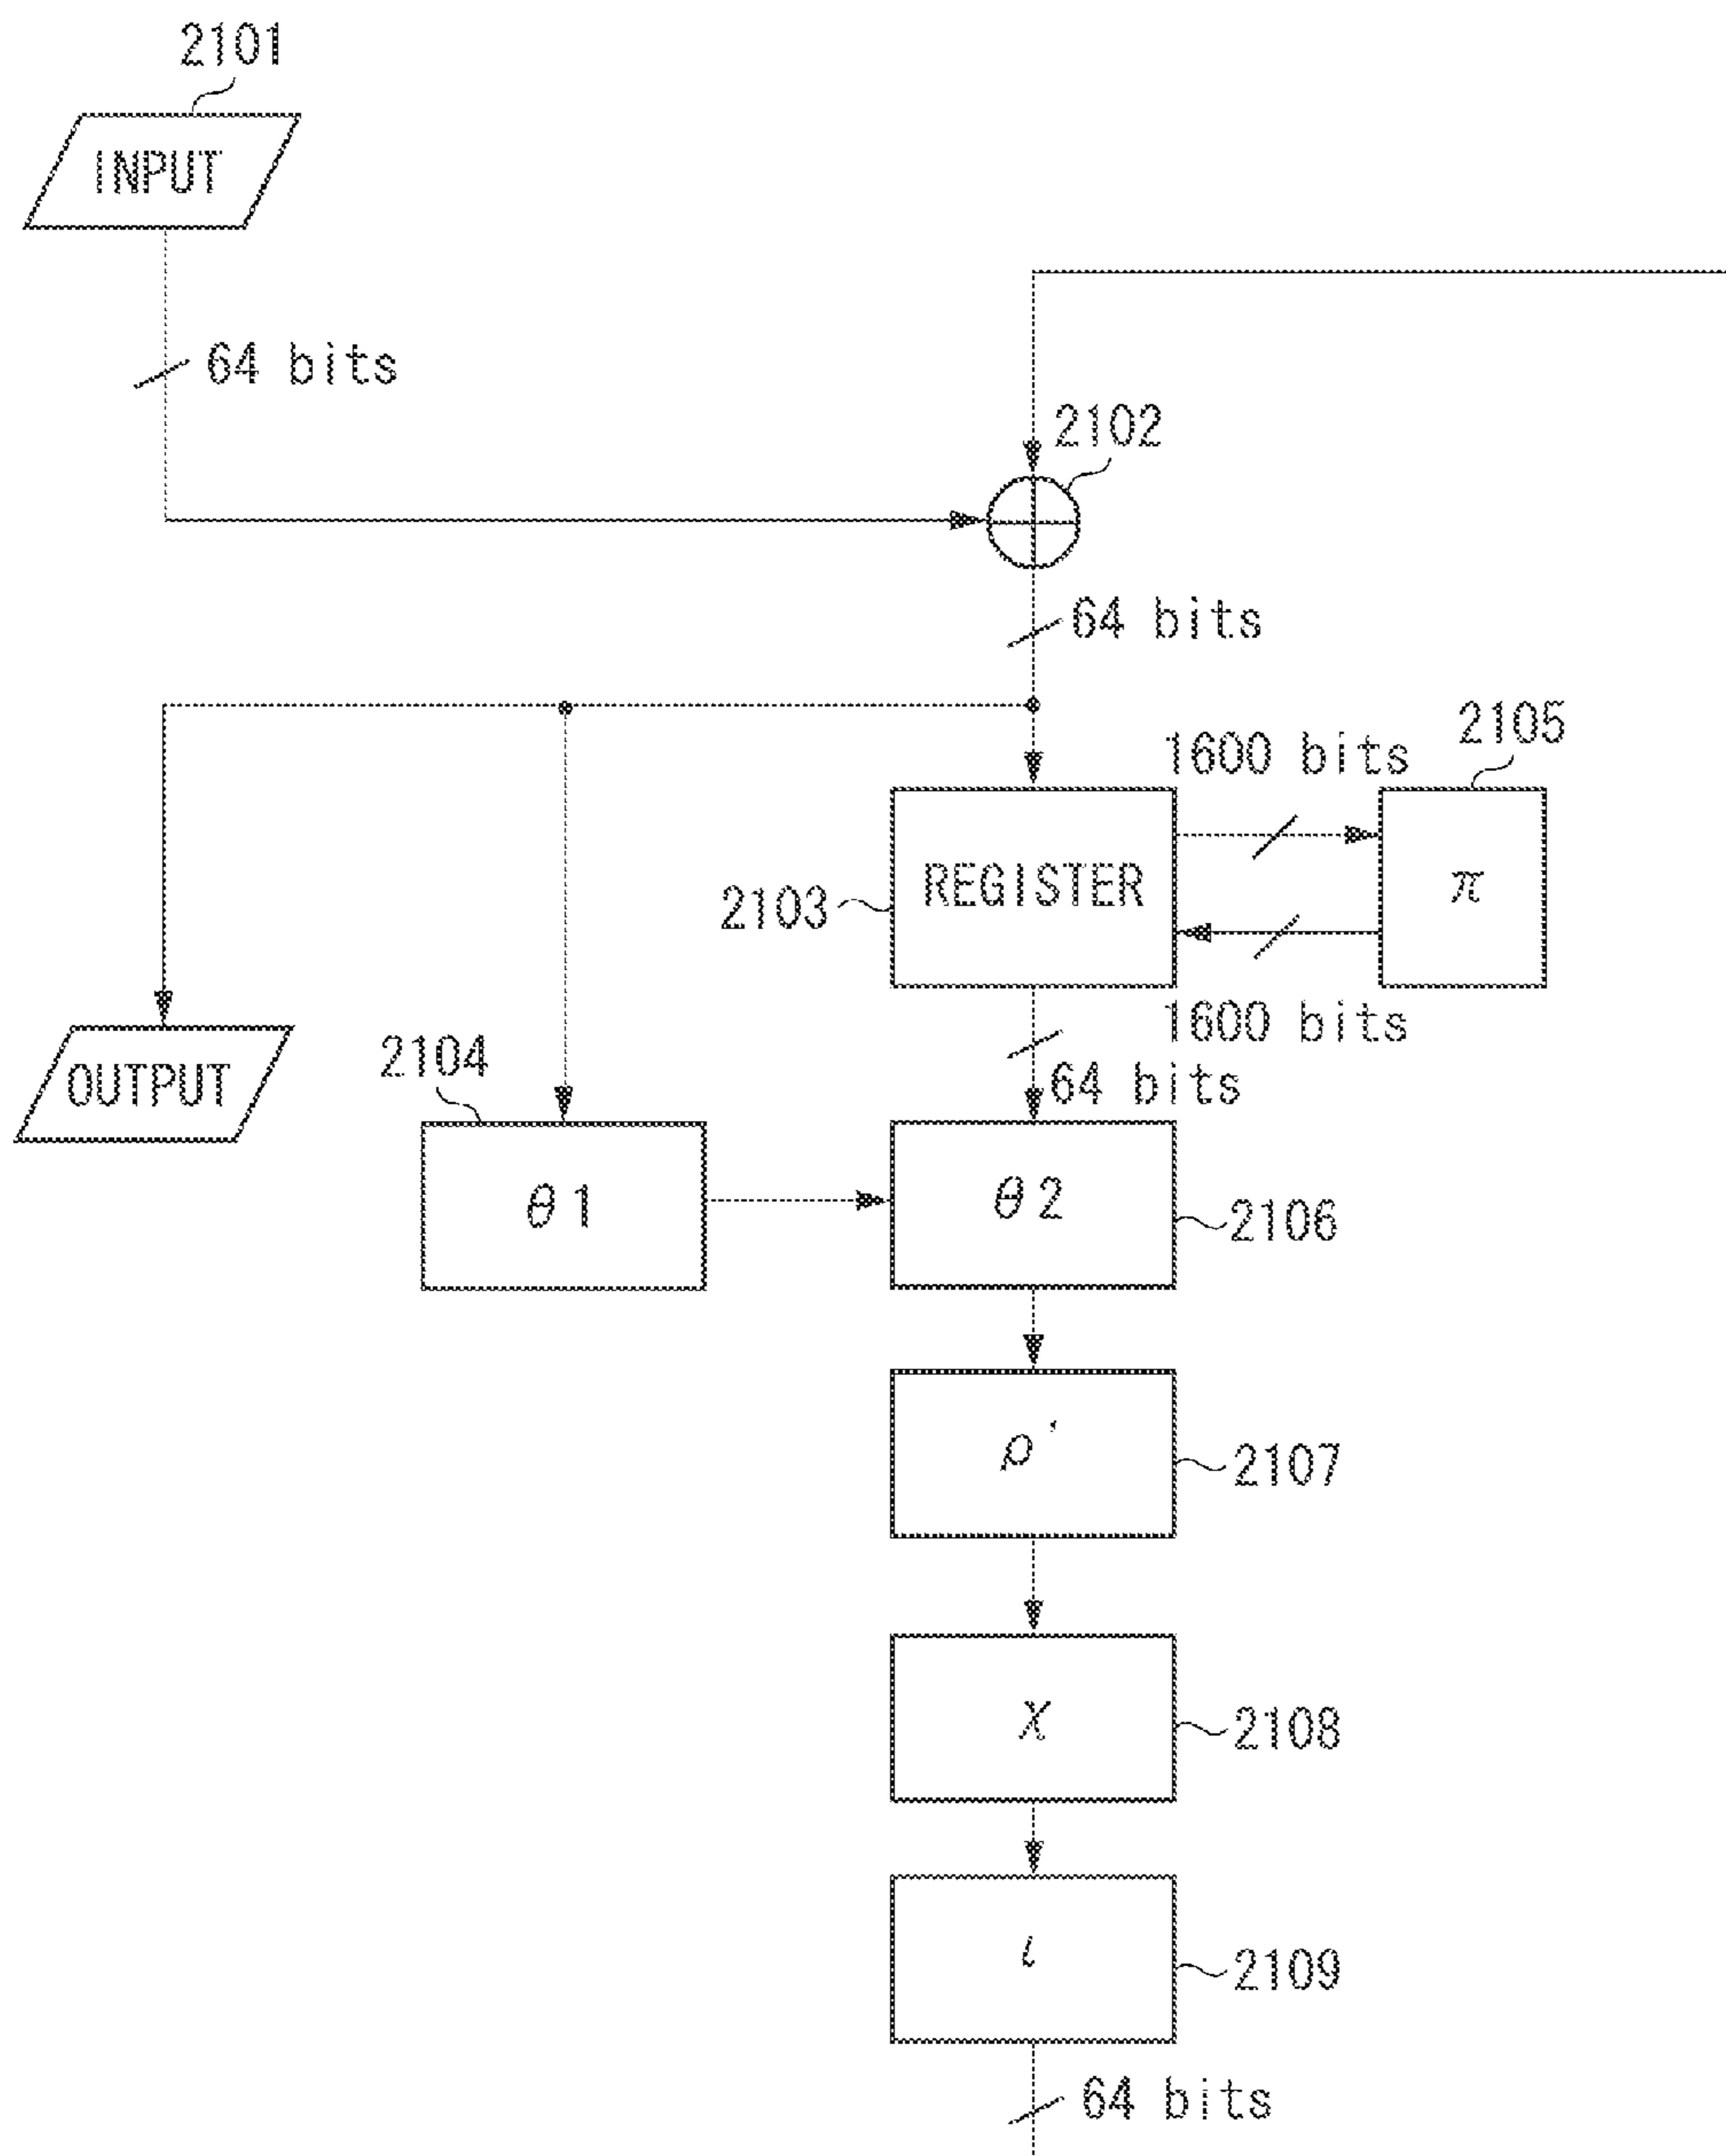 2101
INPUT
64 bits
2102
64 bits
2105
1600 bits
REGISTER
π
2103
1600 bits
2104
64 bits
OUTPUT
θ1
θ2
2106
ρ'
2107
χ
2108
ι
2109
64 bits